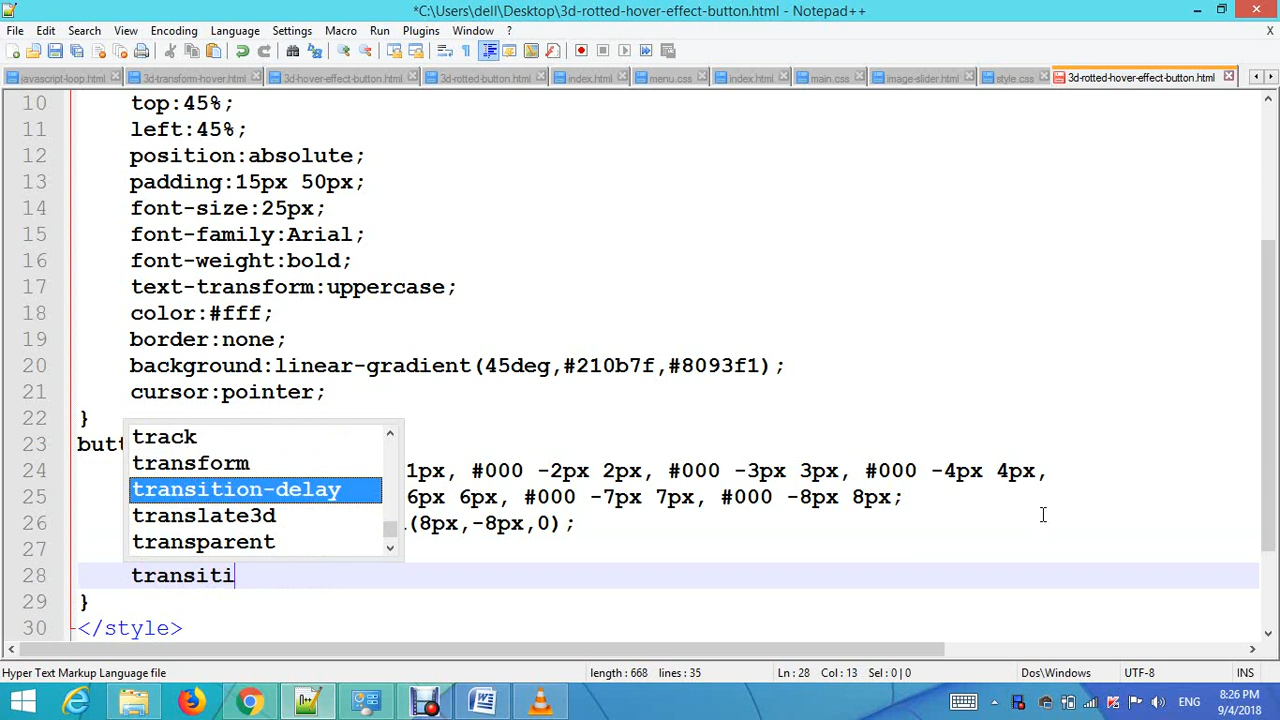 *C:\Users\dell\Desktop\3d-rotted-hover-effect-button.html - Notepad++
File Edit Search View Encoding Language Settings Macro Run Plugins Window ? X
javascript-loop.html 3d-transform-hover.html 3d-hover-effect-button.html 3d-rotted-button.html index.html menu.css index.html main.css image-slider.html style.css 3d-rotted-hover-effect-button.html
10 top:45%;
11 left:45%;
12 position:absolute;
13 padding:15px 50px;
14 font-size:25px;
15 font-family:Arial;
16 font-weight:bold;
17 text-transform:uppercase;
18 color:#fff;
19 border:none;
20 background:linear-gradient(45deg,#210b7f,#8093f1);
21 cursor:pointer;
22 }
23 butt
track
24 1px, #000 -2px 2px, #000 -3px 3px, #000 -4px 4px,
transform
25 6px 6px, #000 -7px 7px, #000 -8px 8px;
transition-delay
26 (8px,-8px,0);
translate3d
27
transparent
28 transiti
29 }
30 </style>
Hyper Text Markup Language file length : 668 lines : 35 Ln : 28 Col : 13 Sel : 0 | 0 Dos\Windows UTF-8 INS
ENG
8:26 PM
9/4/2018